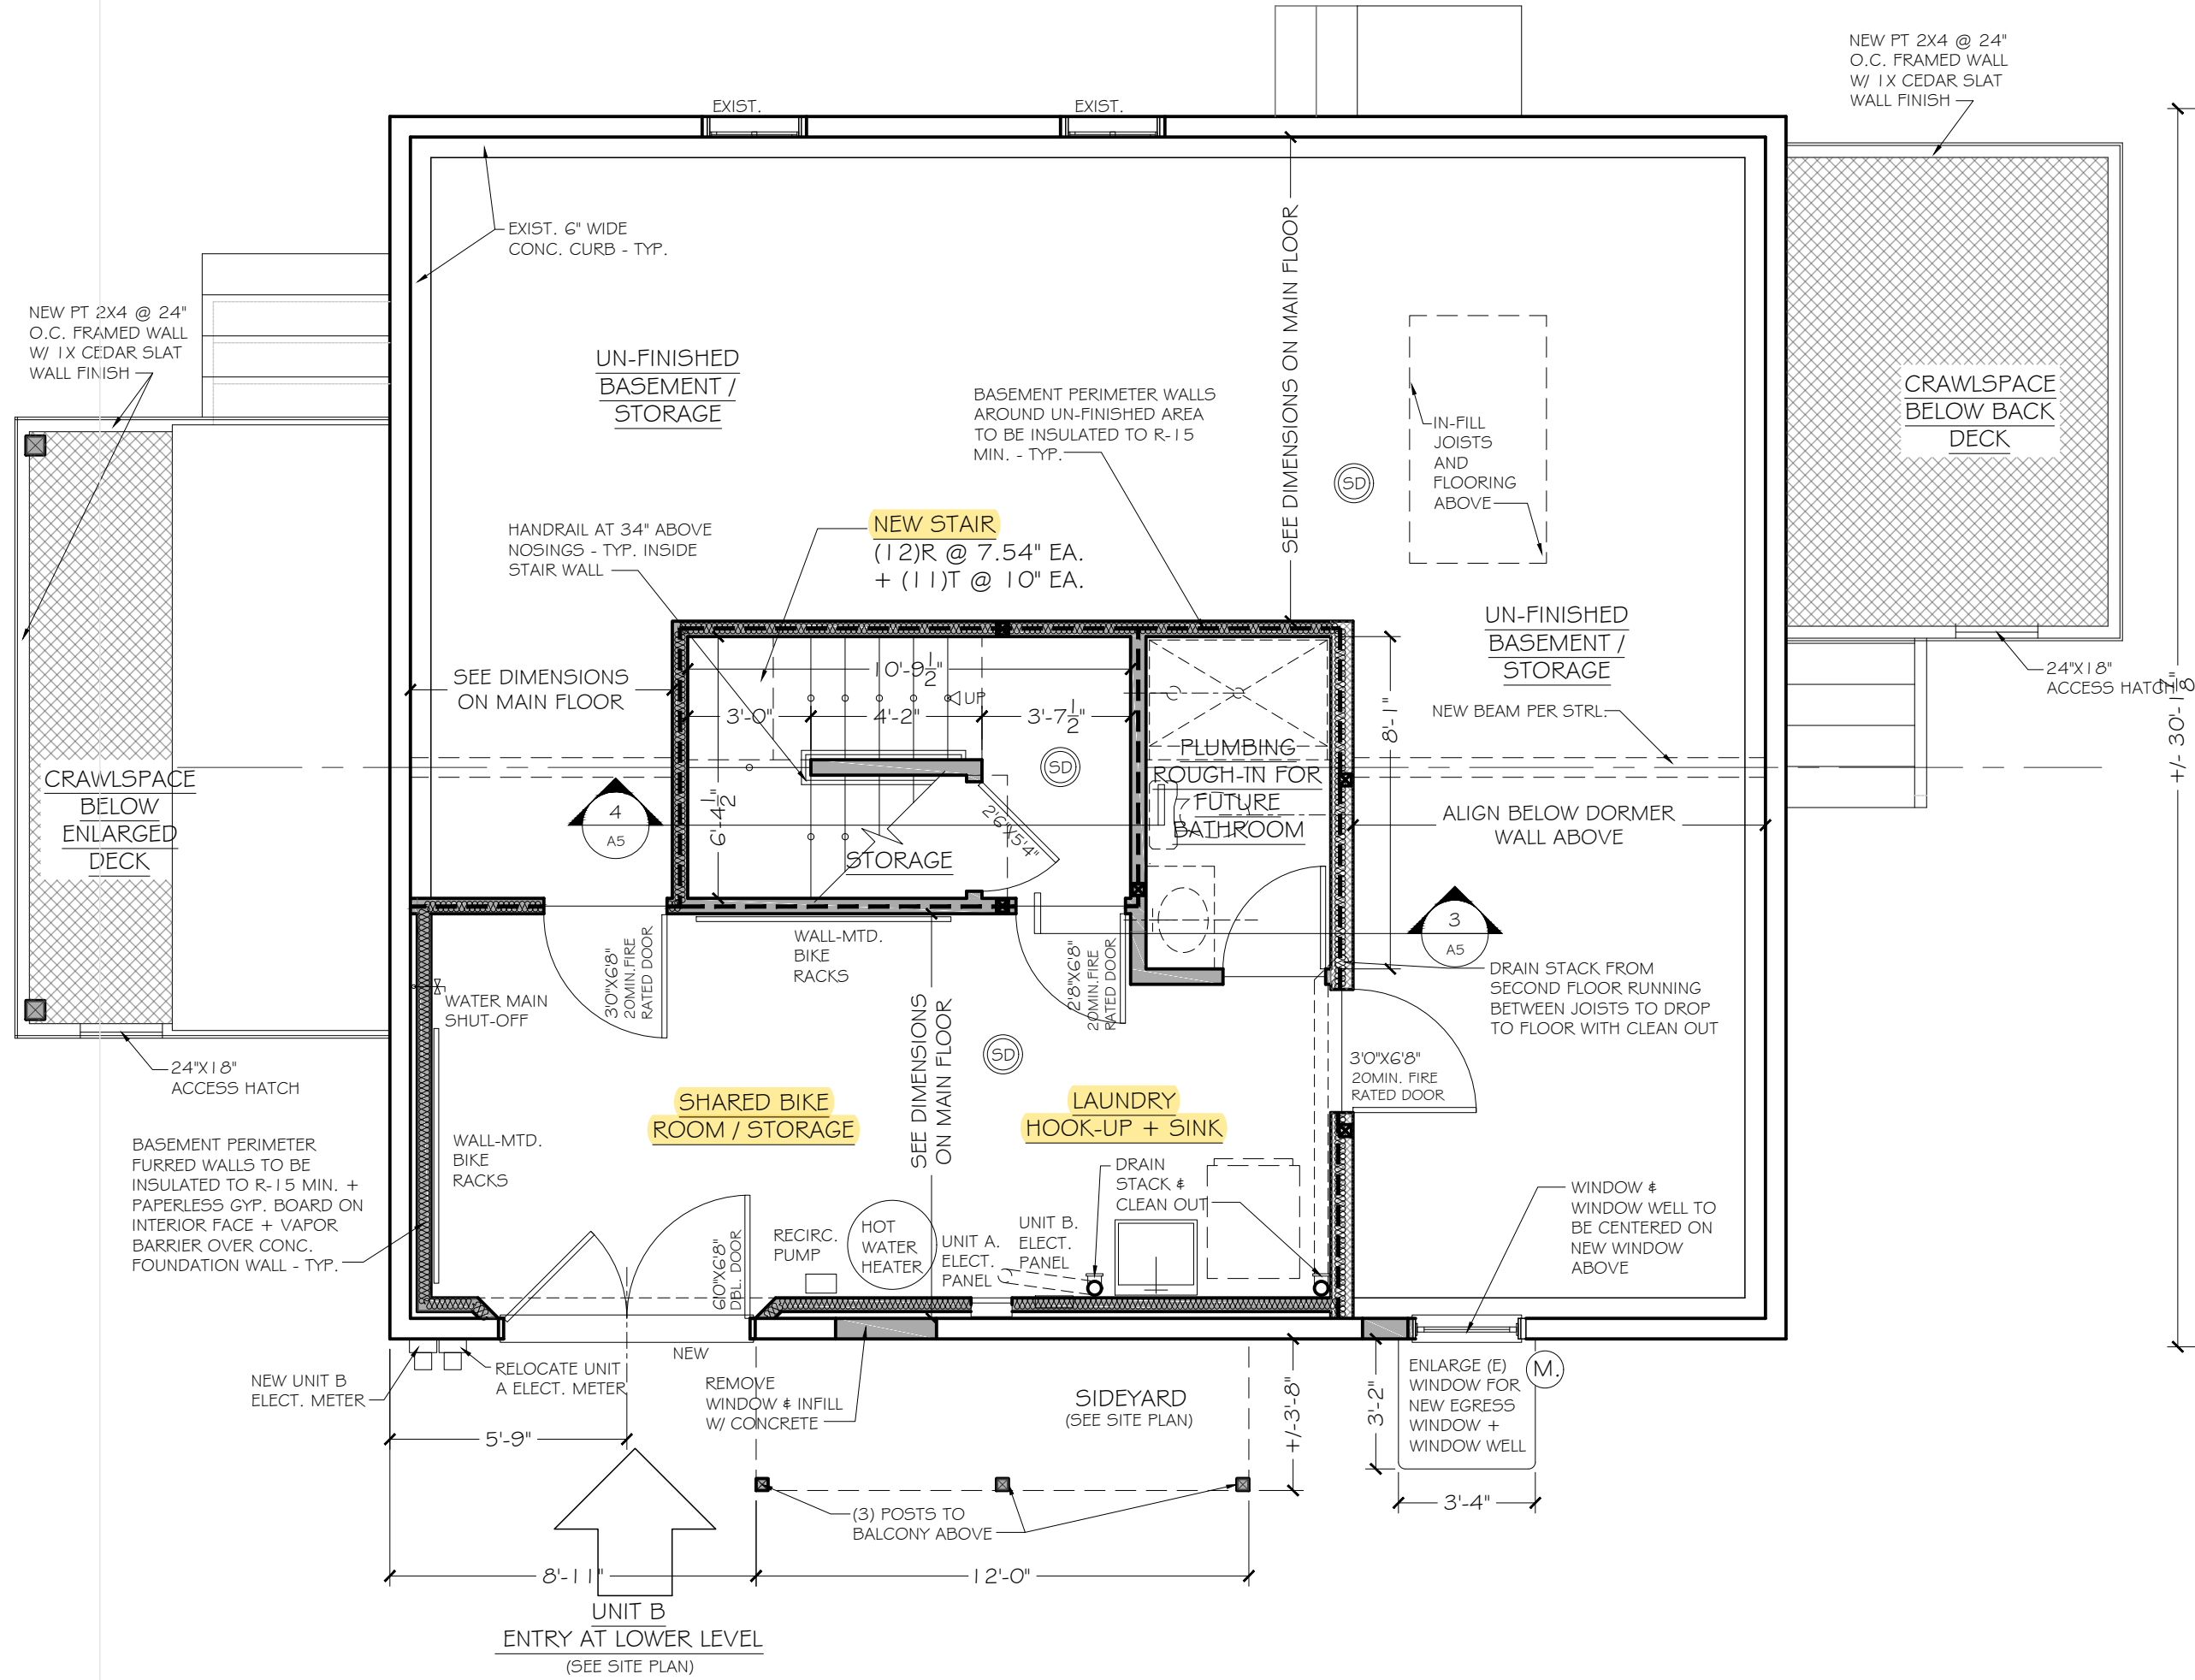 NEW PT 2X4 @ 24"
O.C. FRAMED WALL
W/ 1X CEDAR SLAT
WALL FINISH
EXIST.
EXIST.
EXIST. 6" WIDE
CONC. CURB - TYP.
SEE DIMENSIONS ON MAIN FLOOR
NEW PT 2X4 @ 24"
O.C. FRAMED WALL
W/ 1X CEDAR SLAT
WALL FINISH
UN-FINISHED
BASEMENT /
STORAGE
BASEMENT PERIMETER WALLS
AROUND UN-FINISHED AREA
TO BE INSULATED TO R-15
MIN. - TYP.
IN-FILL
JOISTS
AND
FLOORING
ABOVE
CRAWLSPACE
BELOW BACK
DECK
SD
HANDRAIL AT 34" ABOVE
NOSINGS - TYP. INSIDE
STAIR WALL
NEW STAIR
(12)R @ 7.54" EA.
+ (11)T @ 10" EA.
UN-FINISHED
BASEMENT /
STORAGE
24"X18"
ACCESS HATCH
+/- 30'-1 7/8"
SEE DIMENSIONS
ON MAIN FLOOR
10'-9 1/2"
UP
3'-0"
4'-2"
3'-7 1/2"
8'-1"
NEW BEAM PER STRL.
SD
PLUMBING
ROUGH-IN FOR
FUTURE
BATHROOM
CRAWLSPACE
BELOW
ENLARGED
DECK
4
A5
6'-4 1/2"
2'6"X5'4"
STORAGE
ALIGN BELOW DORMER
WALL ABOVE
3
A5
WALL-MTD.
BIKE
RACKS
3'0"X6'8"
20MIN.FIRE
RATED DOOR
2'8"X6'8"
20MIN.FIRE
RATED DOOR
WATER MAIN
SHUT-OFF
SEE DIMENSIONS
ON MAIN FLOOR
SD
DRAIN STACK FROM
SECOND FLOOR RUNNING
BETWEEN JOISTS TO DROP
TO FLOOR WITH CLEAN OUT
3'0"X6'8"
20MIN. FIRE
RATED DOOR
24"X18"
ACCESS HATCH
SHARED BIKE
ROOM / STORAGE
LAUNDRY
HOOK-UP + SINK
BASEMENT PERIMETER
FURRED WALLS TO BE
INSULATED TO R-15 MIN. +
PAPERLESS GYP. BOARD ON
INTERIOR FACE + VAPOR
BARRIER OVER CONC.
FOUNDATION WALL - TYP.
WALL-MTD.
BIKE
RACKS
DRAIN
STACK &
CLEAN OUT
WINDOW &
WINDOW WELL TO
BE CENTERED ON
NEW WINDOW
ABOVE
6'0"X6'8"
DBL. DOOR
RECIRC.
PUMP
HOT
WATER
HEATER
UNIT A.
ELECT.
PANEL
UNIT B.
ELECT.
PANEL
NEW UNIT B
ELECT. METER
RELOCATE UNIT
A ELECT. METER
NEW
REMOVE
WINDOW & INFILL
W/ CONCRETE
SIDEYARD
(SEE SITE PLAN)
+/-3'-8"
3'-2"
ENLARGE (E)
WINDOW FOR
NEW EGRESS
WINDOW +
WINDOW WELL
M.
5'-9"
(3) POSTS TO
BALCONY ABOVE
3'-4"
8'-11"
12'-0"
UNIT B
ENTRY AT LOWER LEVEL
(SEE SITE PLAN)